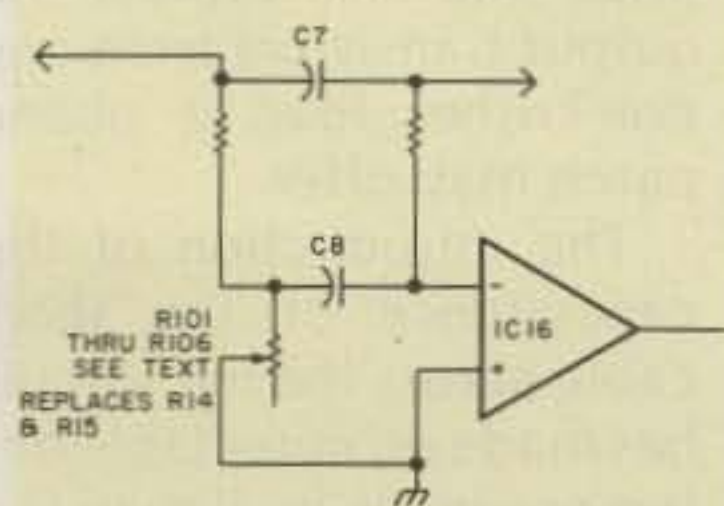 C7
C8
R101
THRU R106
SEE TEXT
REPLACES R14
& R15
-
IC16
+